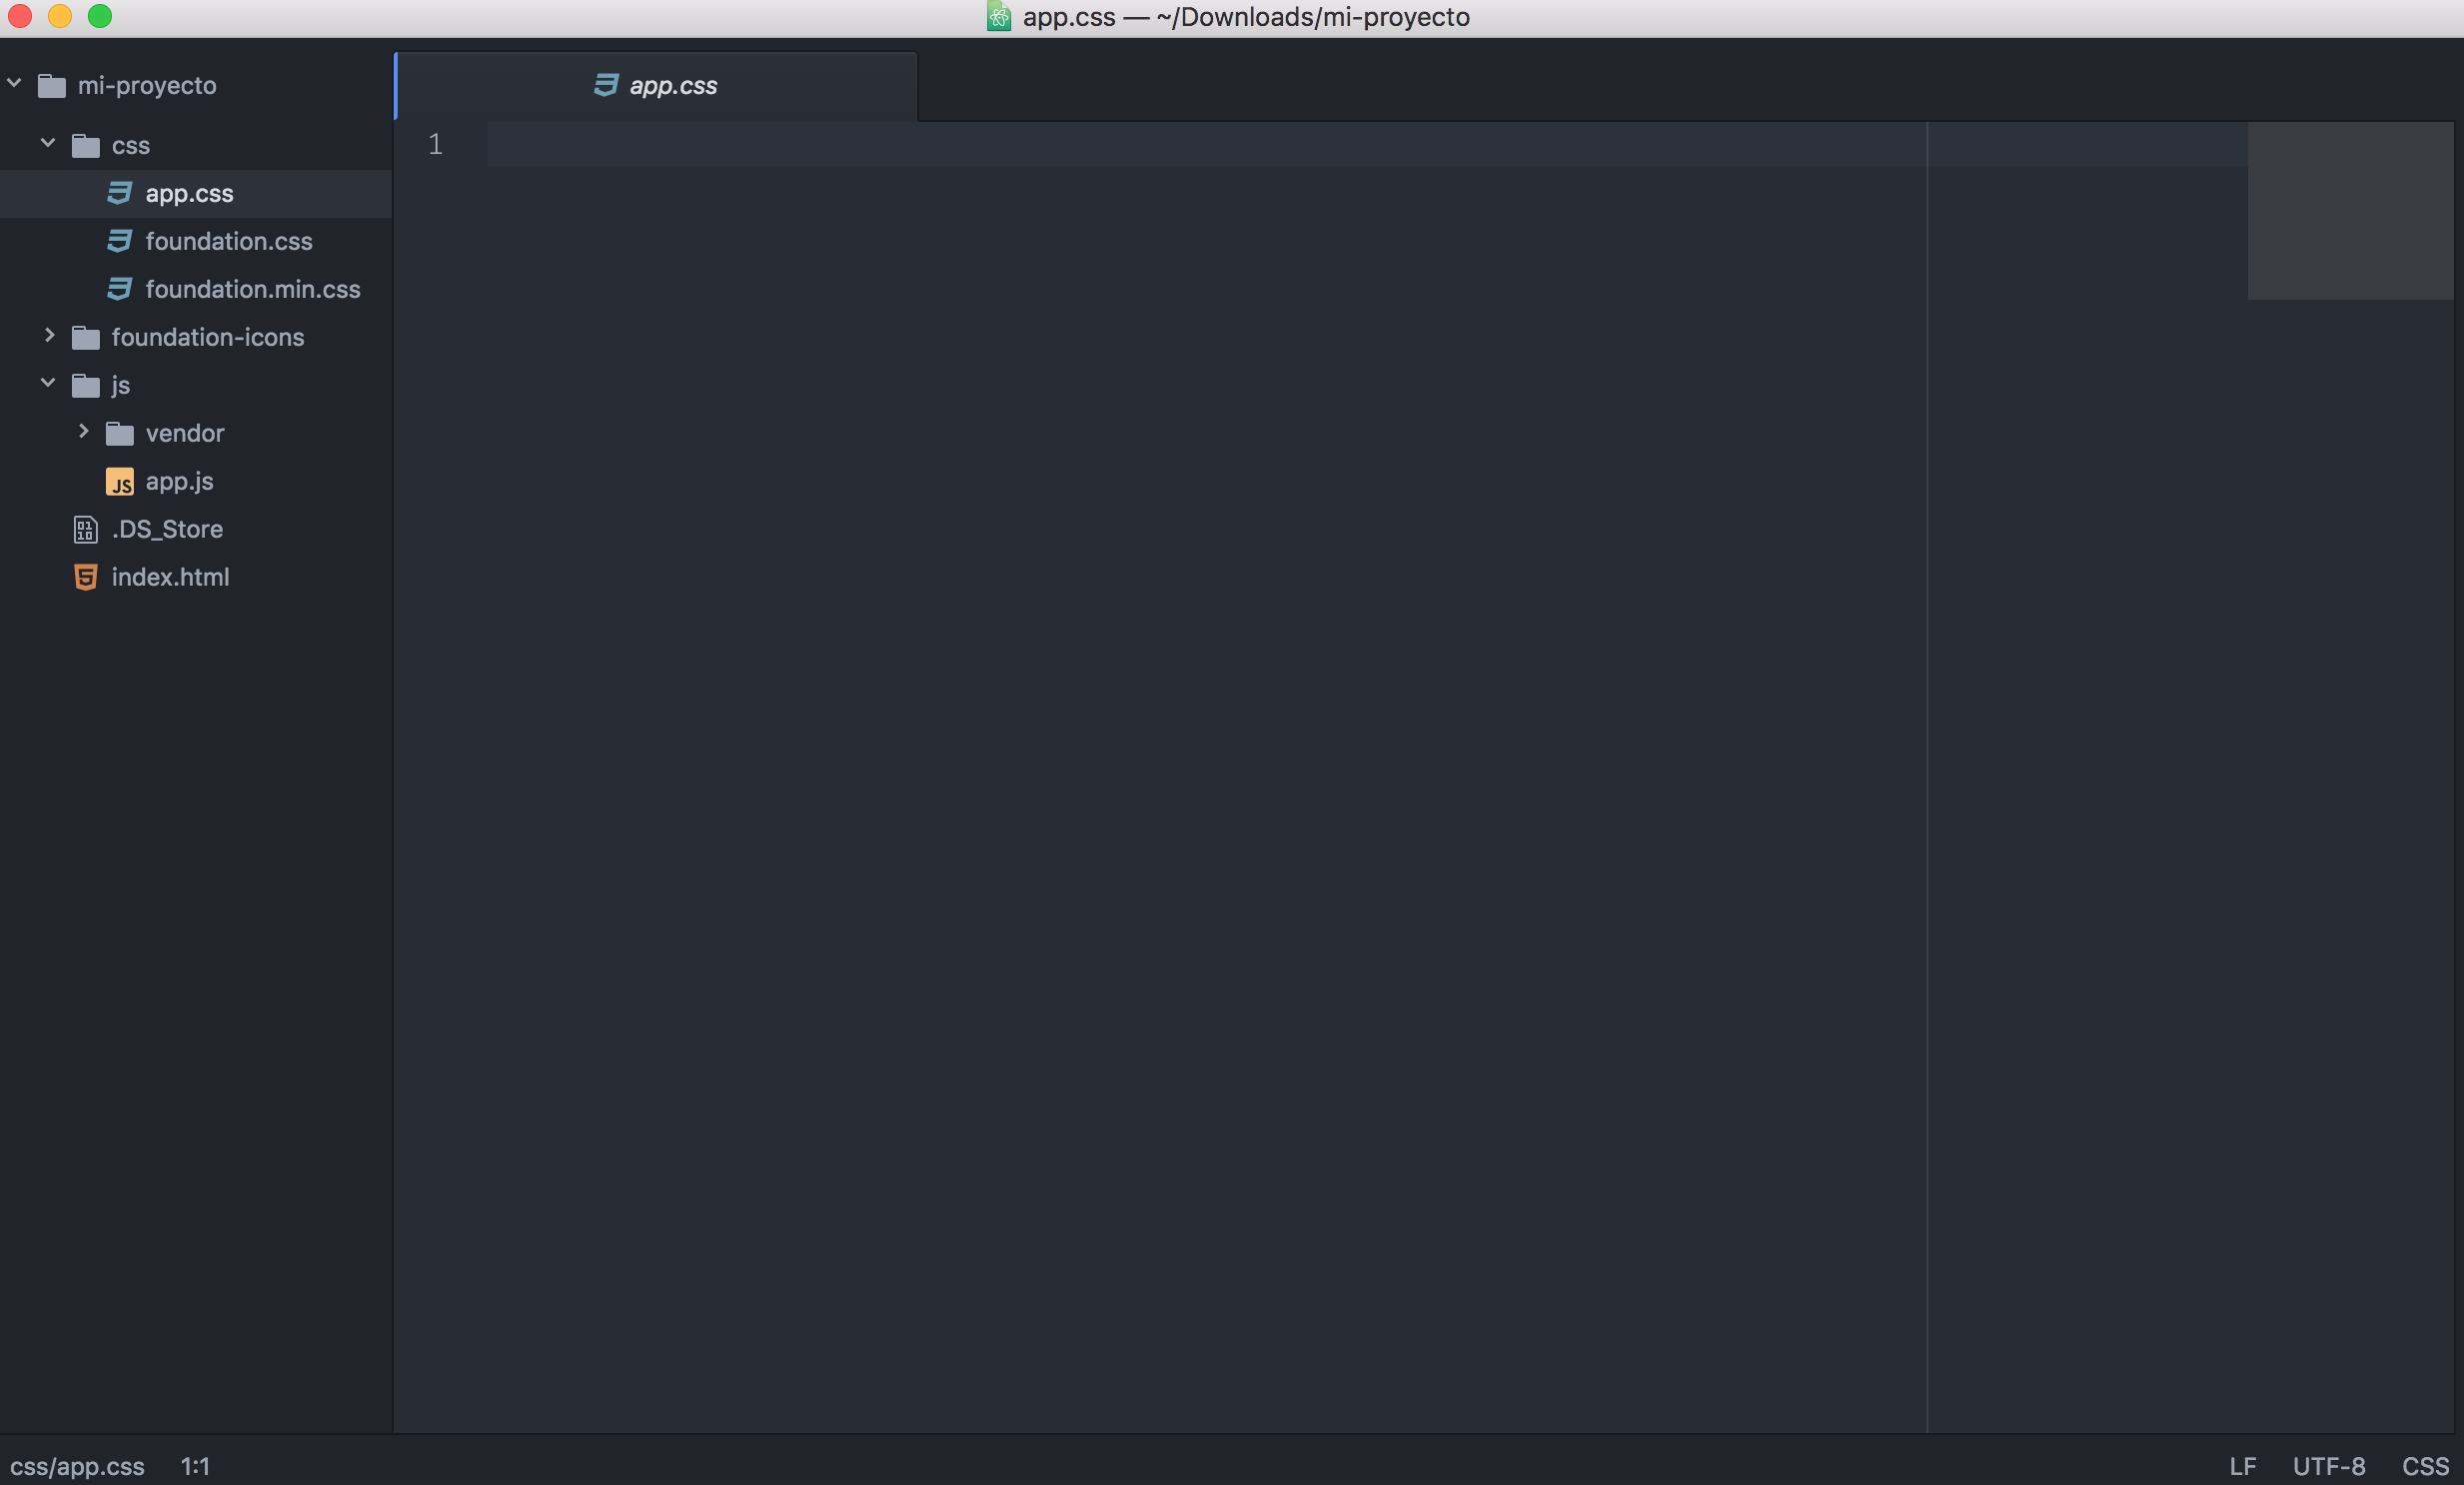 app.css — ~/Downloads/mi-proyecto
mi-proyecto
css
app.css
foundation.css
foundation.min.css
foundation-icons
js
vendor
JS app.js
.DS_Store
index.html
app.css
1
css/app.css 1:1 LF UTF-8 CSS